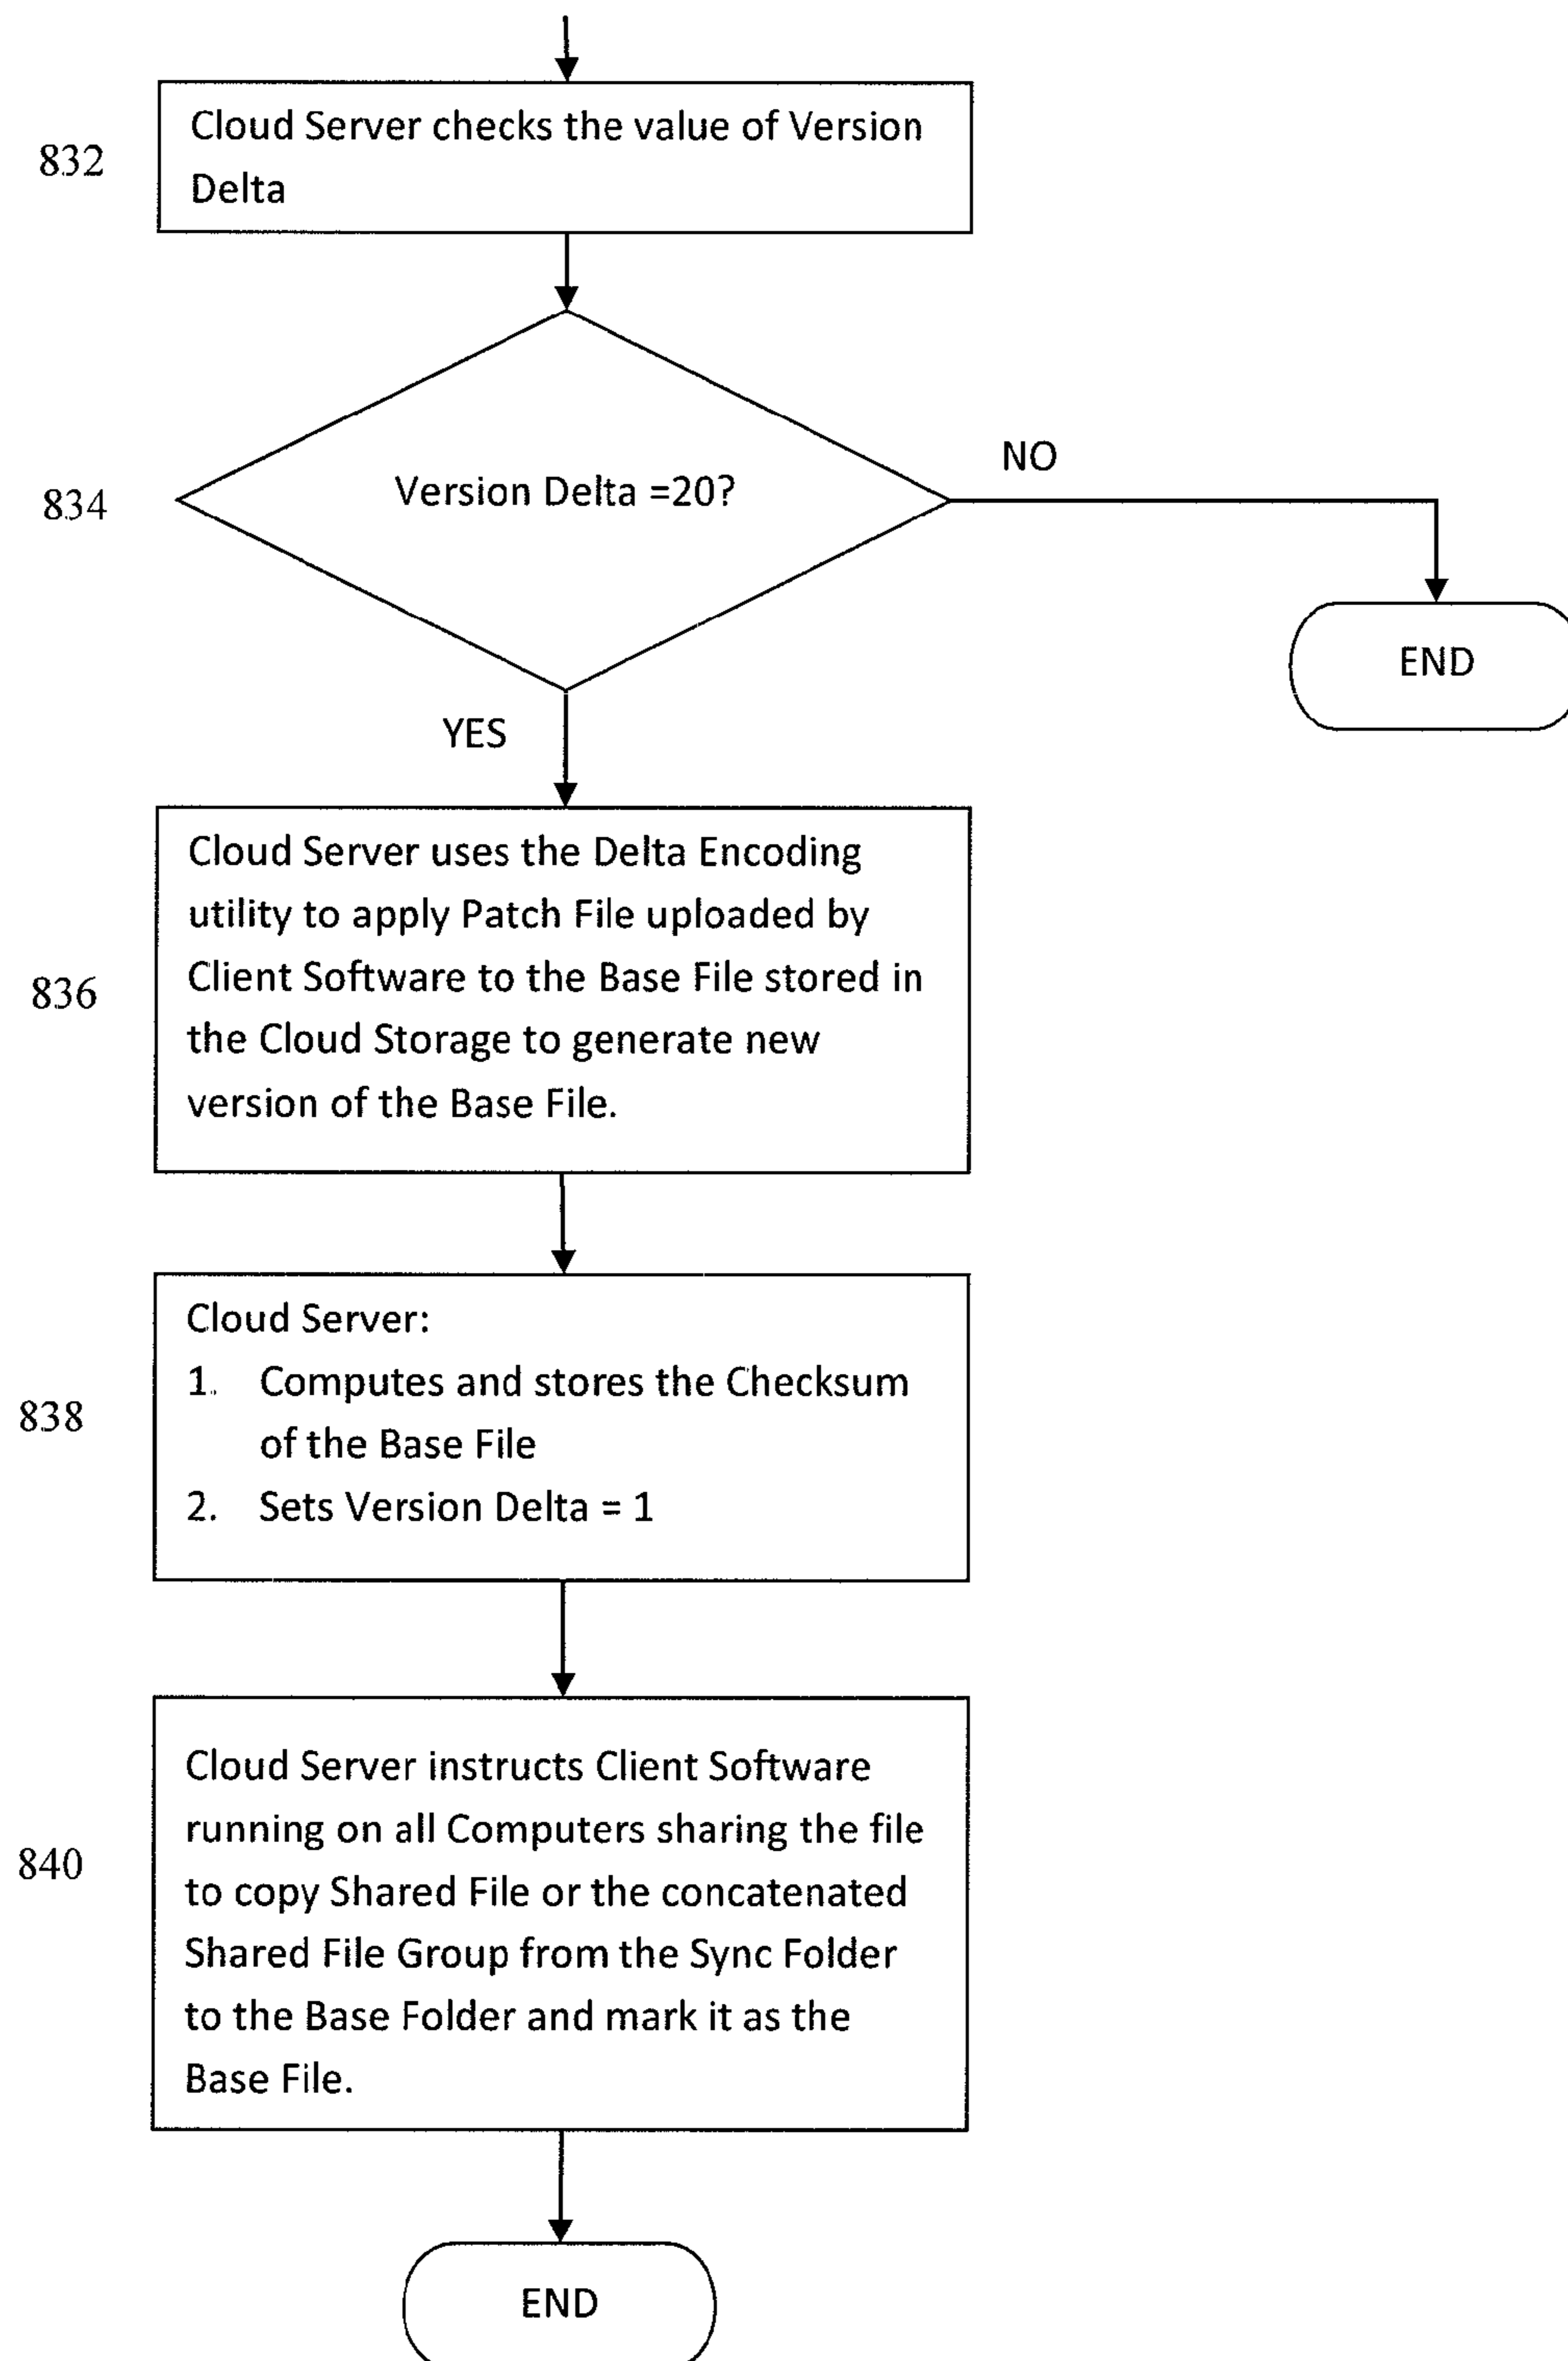 832
Cloud Server checks the value of Version
Delta
834
Version Delta =20?
NO
END
YES
836
Cloud Server uses the Delta Encoding
utility to apply Patch File uploaded by
Client Software to the Base File stored in
the Cloud Storage to generate new
version of the Base File.
838
Cloud Server:
1. Computes and stores the Checksum
of the Base File
2. Sets Version Delta = 1
840
Cloud Server instructs Client Software
running on all Computers sharing the file
to copy Shared File or the concatenated
Shared File Group from the Sync Folder
to the Base Folder and mark it as the
Base File.
END